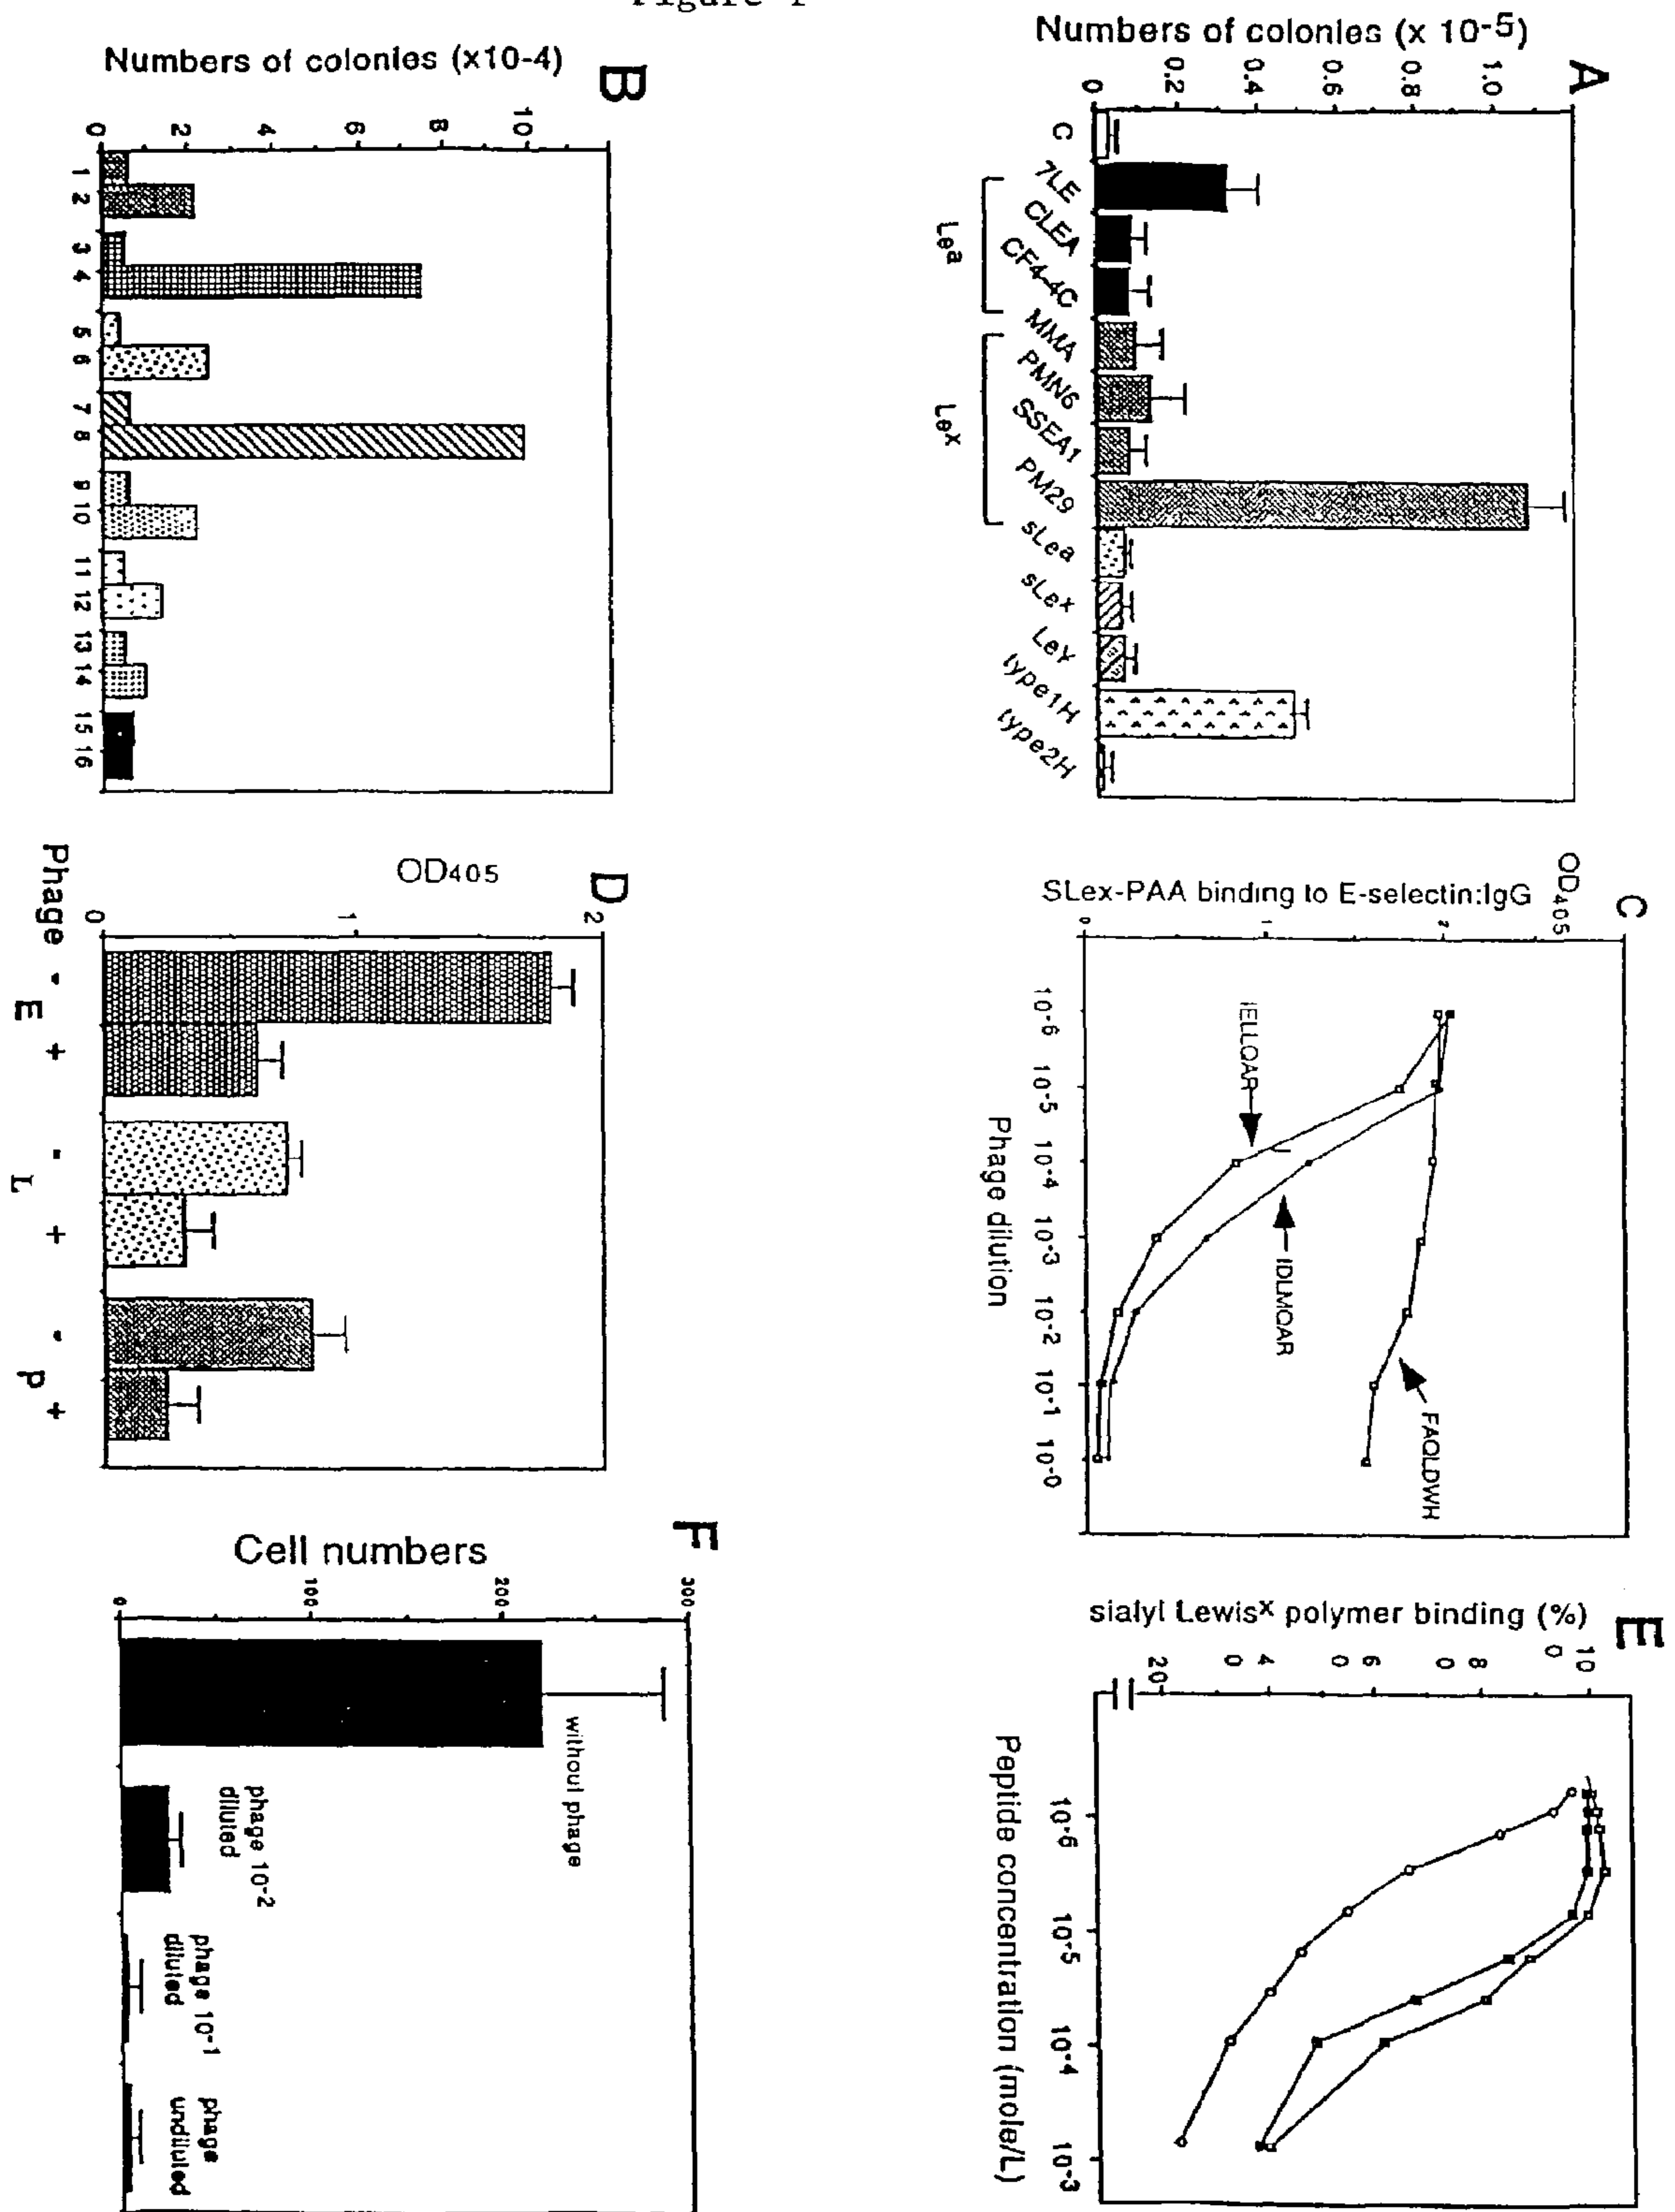 Figure 1
A
Numbers of colonies (x 10-5)
0 0.2 0.4 0.6 0.8 1.0
C 7LE CLEA CF4-4C MMA PMN6 SSEA1 PM29 sLea sLex LeY type1H type2H
Lea Lex
B
Numbers of colonies (x10-4)
0 2 4 6 8 10
1 2 3 4 5 6 7 8 9 10 11 12 13 14 15 16
C
OD405
SLex-PAA binding to E-selectin:IgG
0 1 2
IELLQAR
IDLMQAR
FAQLDWH
10-6 10-5 10-4 10-3 10-2 10-1 10-0
Phage dilution
D
OD405
0 1 2
Phage - + - + - +
E L P
E
sialyl Lewisx polymer binding (%)
20 40 60 80 100
10-6 10-5 10-4 10-3
Peptide concentration (mole/L)
F
Cell numbers
0 100 200 300
without phage
phage 10-2
diluted
phage 10-1
diluted
phage
undiluted